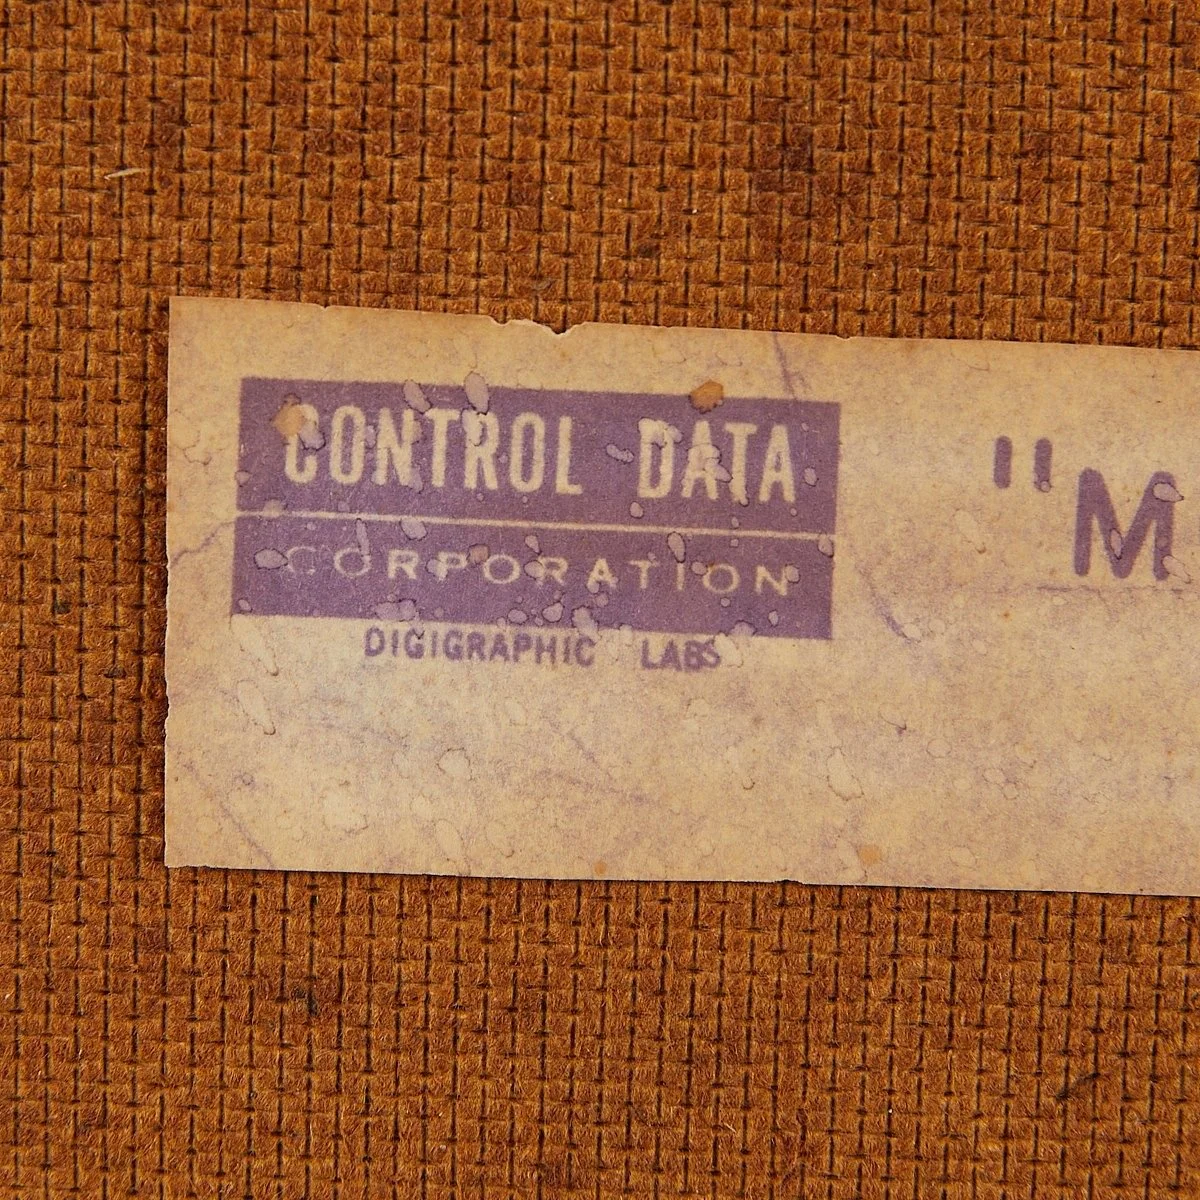 CONTROL DATA
CORPORATION
DIGIGRAPHIC LABS
"M